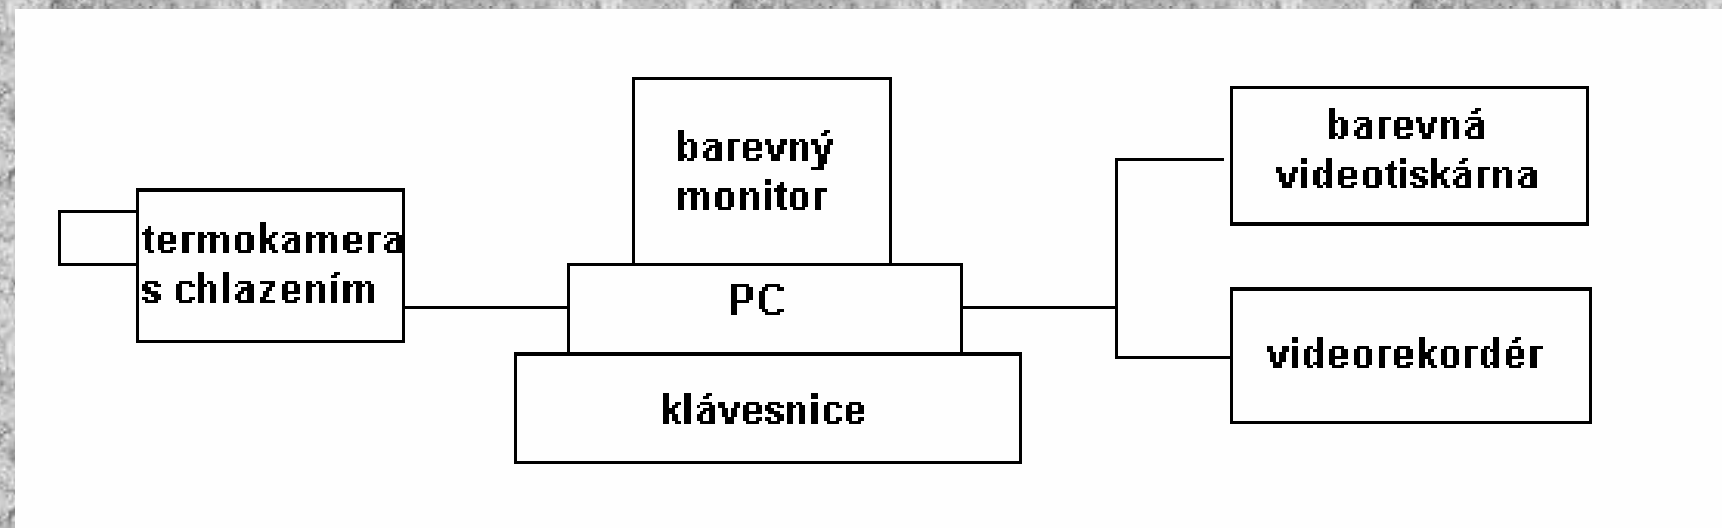 termokamera
s chlazením
barevný
monitor
PC
klávesnice
barevná
videotiskárna
videorekordér